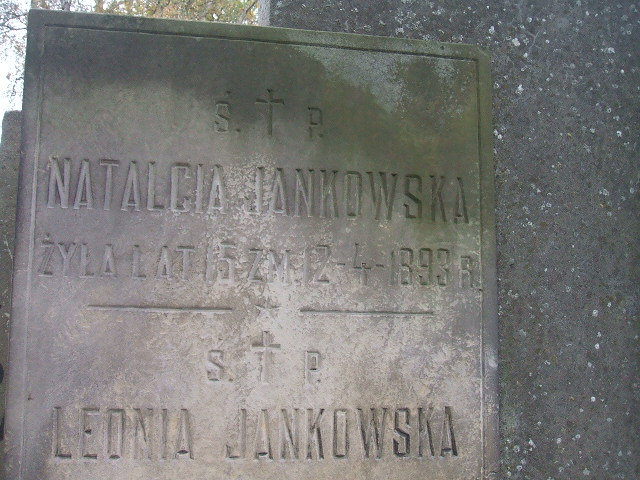 Ś. † P.
NATALCIA JANKOWSKA
ŻYŁA LAT 15 ZM. 12-4-1893 R.
Ś. † P.
LEONIA JANKOWSKA